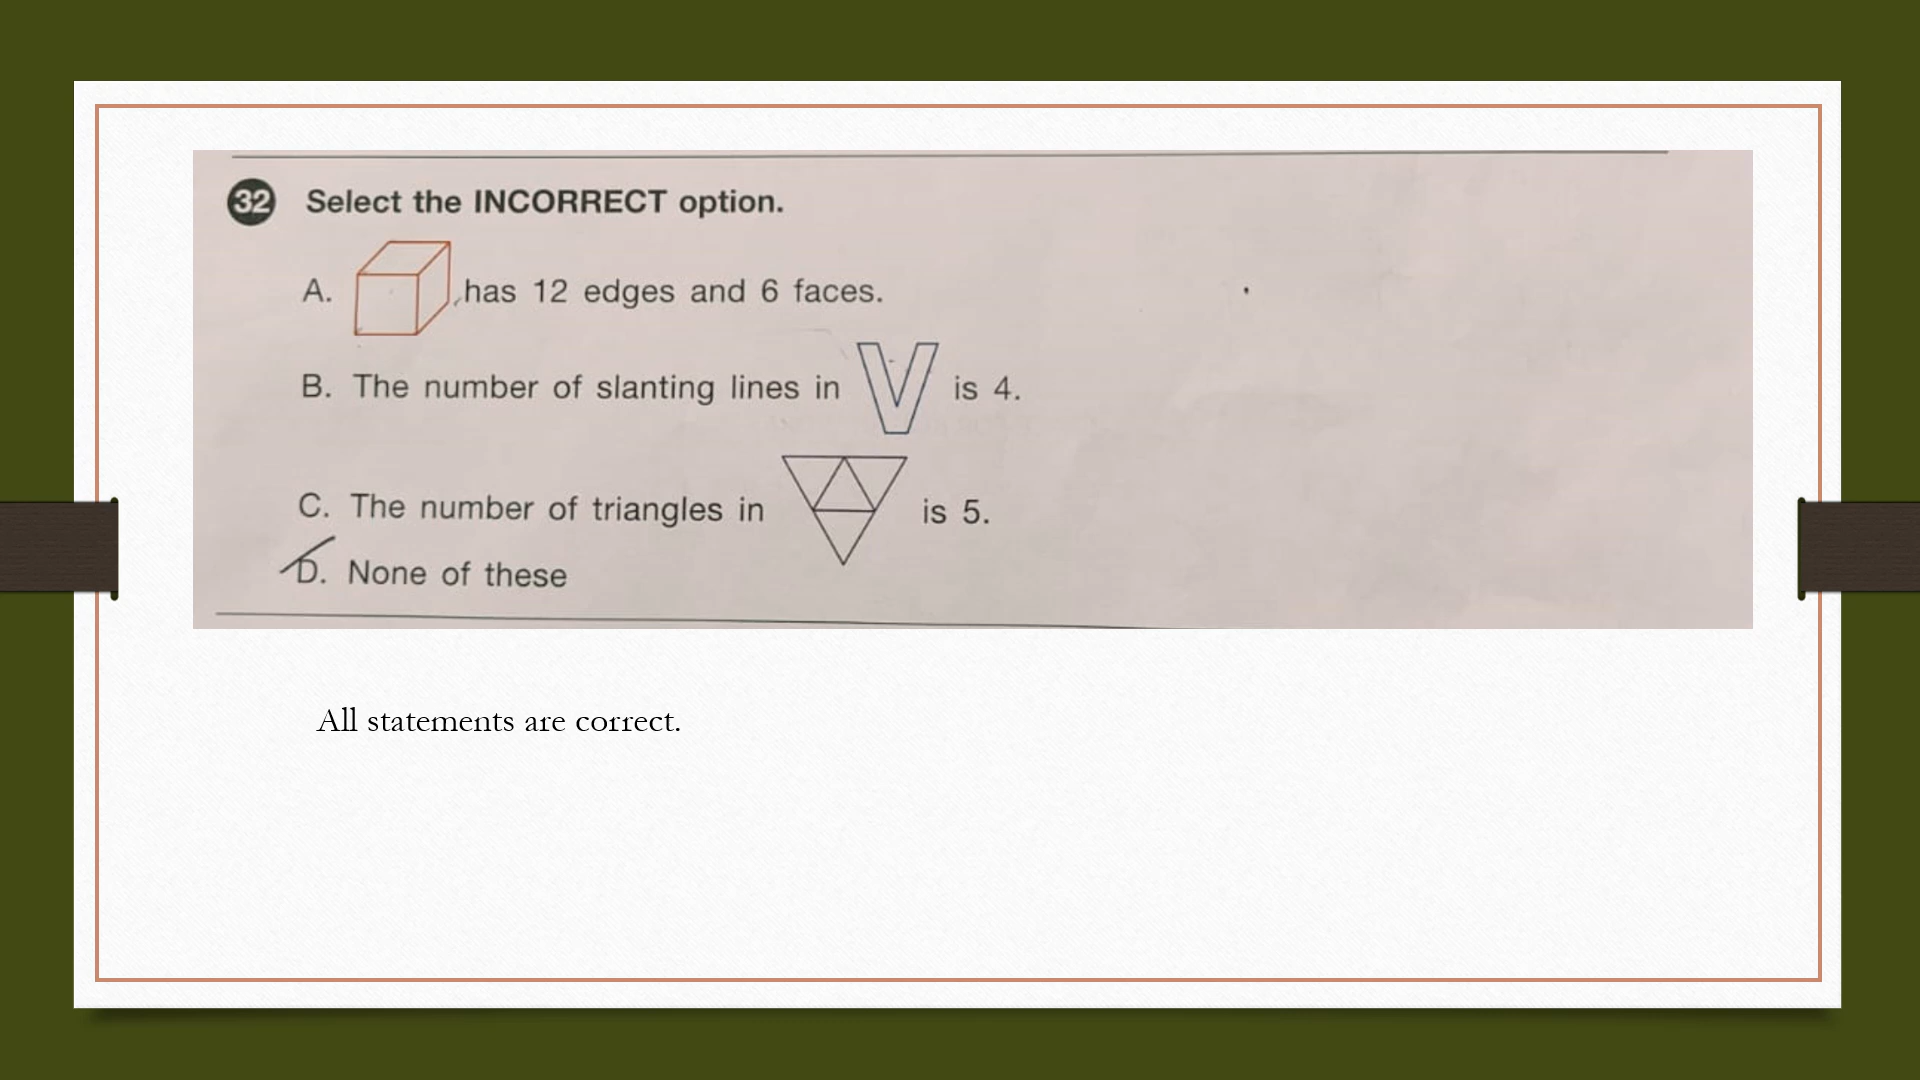 32 Select the INCORRECT option.
A. has 12 edges and 6 faces.
B. The number of slanting lines in V is 4.
C. The number of triangles in is 5.
D. None of these
All statements are correct.